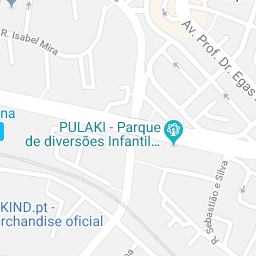 R. Isabel Mira
Av. Prof. Dr. Egas
na
PULAKI - Parque
de diversões Infantil...
KIND.pt -
rchandise oficial
R. Sebastião e Silva